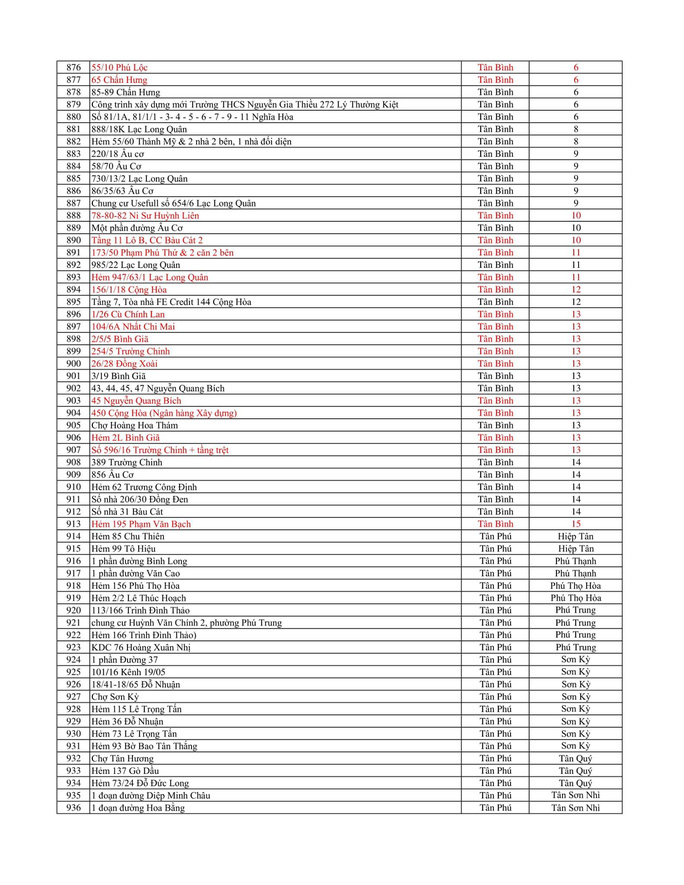 876 55/10 Phú Lộc Tân Bình 6
877 65 Chấn Hưng Tân Bình 6
878 85-89 Chấn Hưng Tân Bình 6
879 Công trình xây dựng mới Trường THCS Nguyễn Gia Thiều 272 Lý Thường Kiệt Tân Bình 6
880 Số 81/1A, 81/1/1 - 3- 4 - 5 - 6 - 7 - 9 - 11 Nghĩa Hòa Tân Bình 6
881 888/18K Lạc Long Quân Tân Bình 8
882 Hẻm 55/60 Thành Mỹ & 2 nhà 2 bên, 1 nhà đối diện Tân Bình 8
883 220/18 Âu cơ Tân Bình 9
884 58/70 Âu Cơ Tân Bình 9
885 730/13/2 Lạc Long Quân Tân Bình 9
886 86/35/63 Âu Cơ Tân Bình 9
887 Chung cư Usefull số 654/6 Lạc Long Quân Tân Bình 9
888 78-80-82 Ni Sư Huỳnh Liên Tân Bình 10
889 Một phần đường Âu Cơ Tân Bình 10
890 Tầng 11 Lô B, CC Bàu Cát 2 Tân Bình 10
891 173/50 Phạm Phú Thứ & 2 căn 2 bên Tân Bình 11
892 985/22 Lạc Long Quân Tân Bình 11
893 Hẻm 947/63/1 Lạc Long Quân Tân Bình 11
894 156/1/18 Cộng Hòa Tân Bình 12
895 Tầng 7, Tòa nhà FE Credit 144 Cộng Hòa Tân Bình 12
896 1/26 Cù Chính Lan Tân Bình 13
897 104/6A Nhất Chi Mai Tân Bình 13
898 2/5/5 Bình Giã Tân Bình 13
899 254/5 Trường Chinh Tân Bình 13
900 26/28 Đồng Xoài Tân Bình 13
901 3/19 Bình Giã Tân Bình 13
902 43, 44, 45, 47 Nguyễn Quang Bích Tân Bình 13
903 45 Nguyễn Quang Bích Tân Bình 13
904 450 Cộng Hòa (Ngân hàng Xây dựng) Tân Bình 13
905 Chợ Hoàng Hoa Thám Tân Bình 13
906 Hẻm 2L Bình Giã Tân Bình 13
907 Số 596/16 Trường Chinh + tầng trệt Tân Bình 13
908 389 Trường Chinh Tân Bình 14
909 856 Âu Cơ Tân Bình 14
910 Hẻm 62 Trương Công Định Tân Bình 14
911 Số nhà 206/30 Đồng Đen Tân Bình 14
912 Số nhà 31 Bàu Cát Tân Bình 14
913 Hẻm 195 Phạm Văn Bạch Tân Bình 15
914 Hẻm 85 Chu Thiên Tân Phú Hiệp Tân
915 Hẻm 99 Tô Hiệu Tân Phú Hiệp Tân
916 1 phần đường Bình Long Tân Phú Phú Thạnh
917 1 phần đường Văn Cao Tân Phú Phú Thạnh
918 Hẻm 156 Phú Thọ Hòa Tân Phú Phú Thọ Hòa
919 Hẻm 2/2 Lê Thúc Hoạch Tân Phú Phú Thọ Hòa
920 113/166 Trình Đình Thảo Tân Phú Phú Trung
921 chung cư Huỳnh Văn Chính 2, phường Phú Trung Tân Phú Phú Trung
922 Hẻm 166 Trình Đình Thảo) Tân Phú Phú Trung
923 KDC 76 Hoàng Xuân Nhị Tân Phú Phú Trung
924 1 phần Đường 37 Tân Phú Sơn Kỳ
925 101/16 Kênh 19/05 Tân Phú Sơn Kỳ
926 18/41-18/65 Đỗ Nhuận Tân Phú Sơn Kỳ
927 Chợ Sơn Kỳ Tân Phú Sơn Kỳ
928 Hẻm 115 Lê Trọng Tấn Tân Phú Sơn Kỳ
929 Hẻm 36 Đỗ Nhuận Tân Phú Sơn Kỳ
930 Hẻm 73 Lê Trọng Tấn Tân Phú Sơn Kỳ
931 Hẻm 93 Bờ Bao Tân Thắng Tân Phú Sơn Kỳ
932 Chợ Tân Hương Tân Phú Tân Quý
933 Hẻm 137 Gò Dầu Tân Phú Tân Quý
934 Hẻm 73/24 Đỗ Đức Long Tân Phú Tân Quý
935 1 đoạn đường Diệp Minh Châu Tân Phú Tân Sơn Nhì
936 1 đoạn đường Hoa Bằng Tân Phú Tân Sơn Nhì